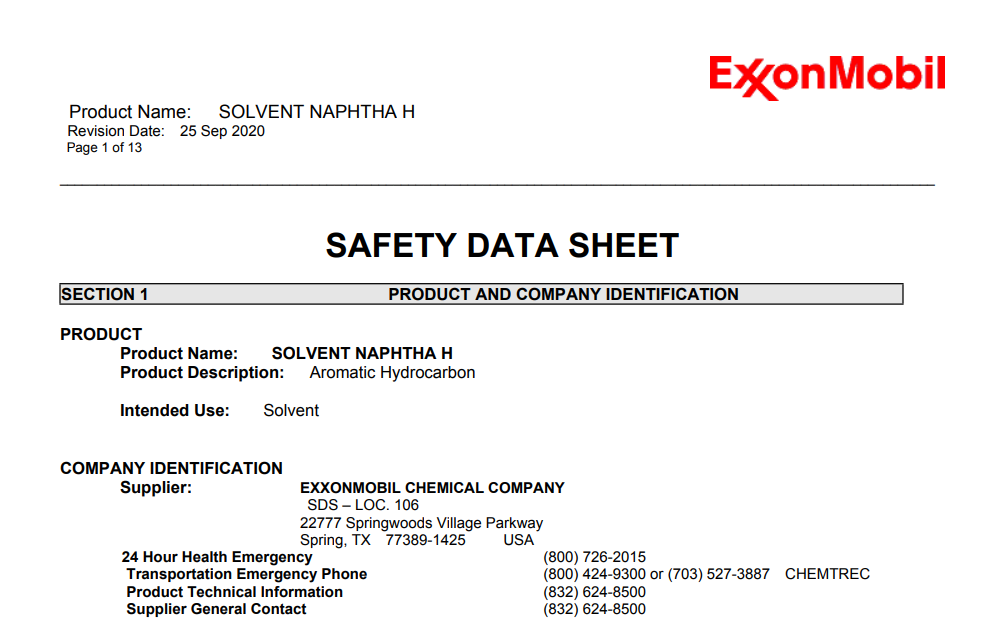 ExxonMobil
Product Name: SOLVENT NAPHTHA H
Revision Date: 25 Sep 2020
Page 1 of 13
SAFETY DATA SHEET
SECTION 1 PRODUCT AND COMPANY IDENTIFICATION
PRODUCT
Product Name: SOLVENT NAPHTHA H
Product Description: Aromatic Hydrocarbon
Intended Use: Solvent
COMPANY IDENTIFICATION
Supplier: EXXONMOBIL CHEMICAL COMPANY
SDS – LOC. 106
22777 Springwoods Village Parkway
Spring, TX 77389-1425 USA
24 Hour Health Emergency (800) 726-2015
Transportation Emergency Phone (800) 424-9300 or (703) 527-3887 CHEMTREC
Product Technical Information (832) 624-8500
Supplier General Contact (832) 624-8500